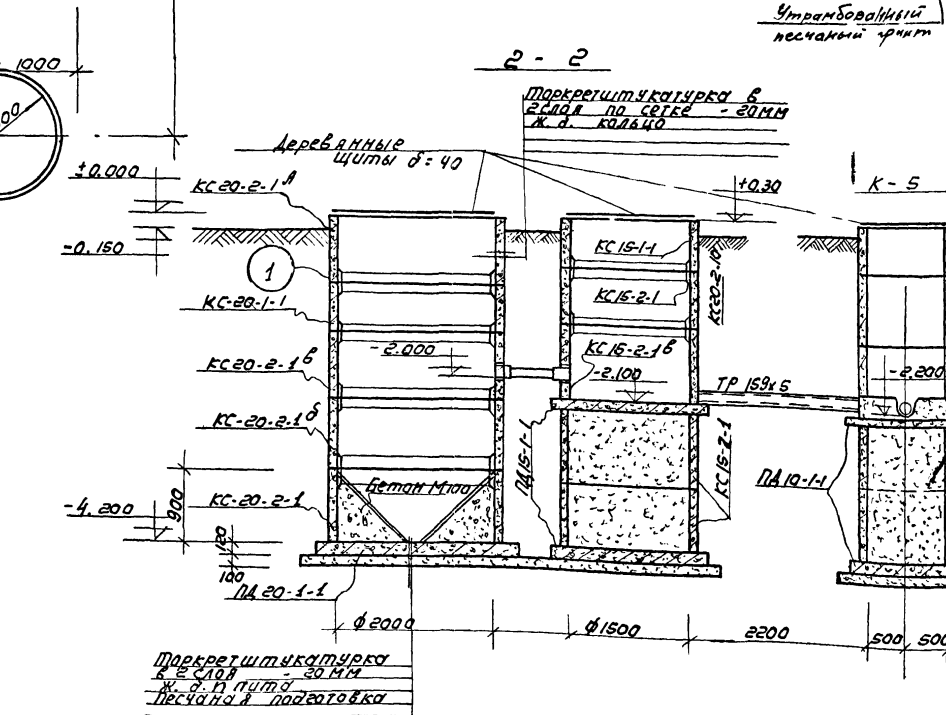 Утрамбованный
песчаный грунт
1000
2 - 2
Торкретштукатурка в
2 слоя по сетке - 20мм
ж.б. кольцо
Деревянные
щиты δ=40
±0.000
КС20-2-1А
+0,30
К-5
-0.150
1
КС15-1-1
КС-20-1-1
КС15-2-1
КС20-2-1б
-2.000
КС20-2-1в
КС15-2-1в
-2.100
ТР 159х5
-2,200
КС-20-2-1б
ПД15-1-1
КС15-2-1
ПД10-1-1
Бетон М100
900
КС-20-2-1
-4,200
120
100
ПД20-1-1
ф2000
ф1500
2200
500
500
Торкретштукатурка
в 2 слоя - 20мм
ж.б. плита
Песчаная подготовка